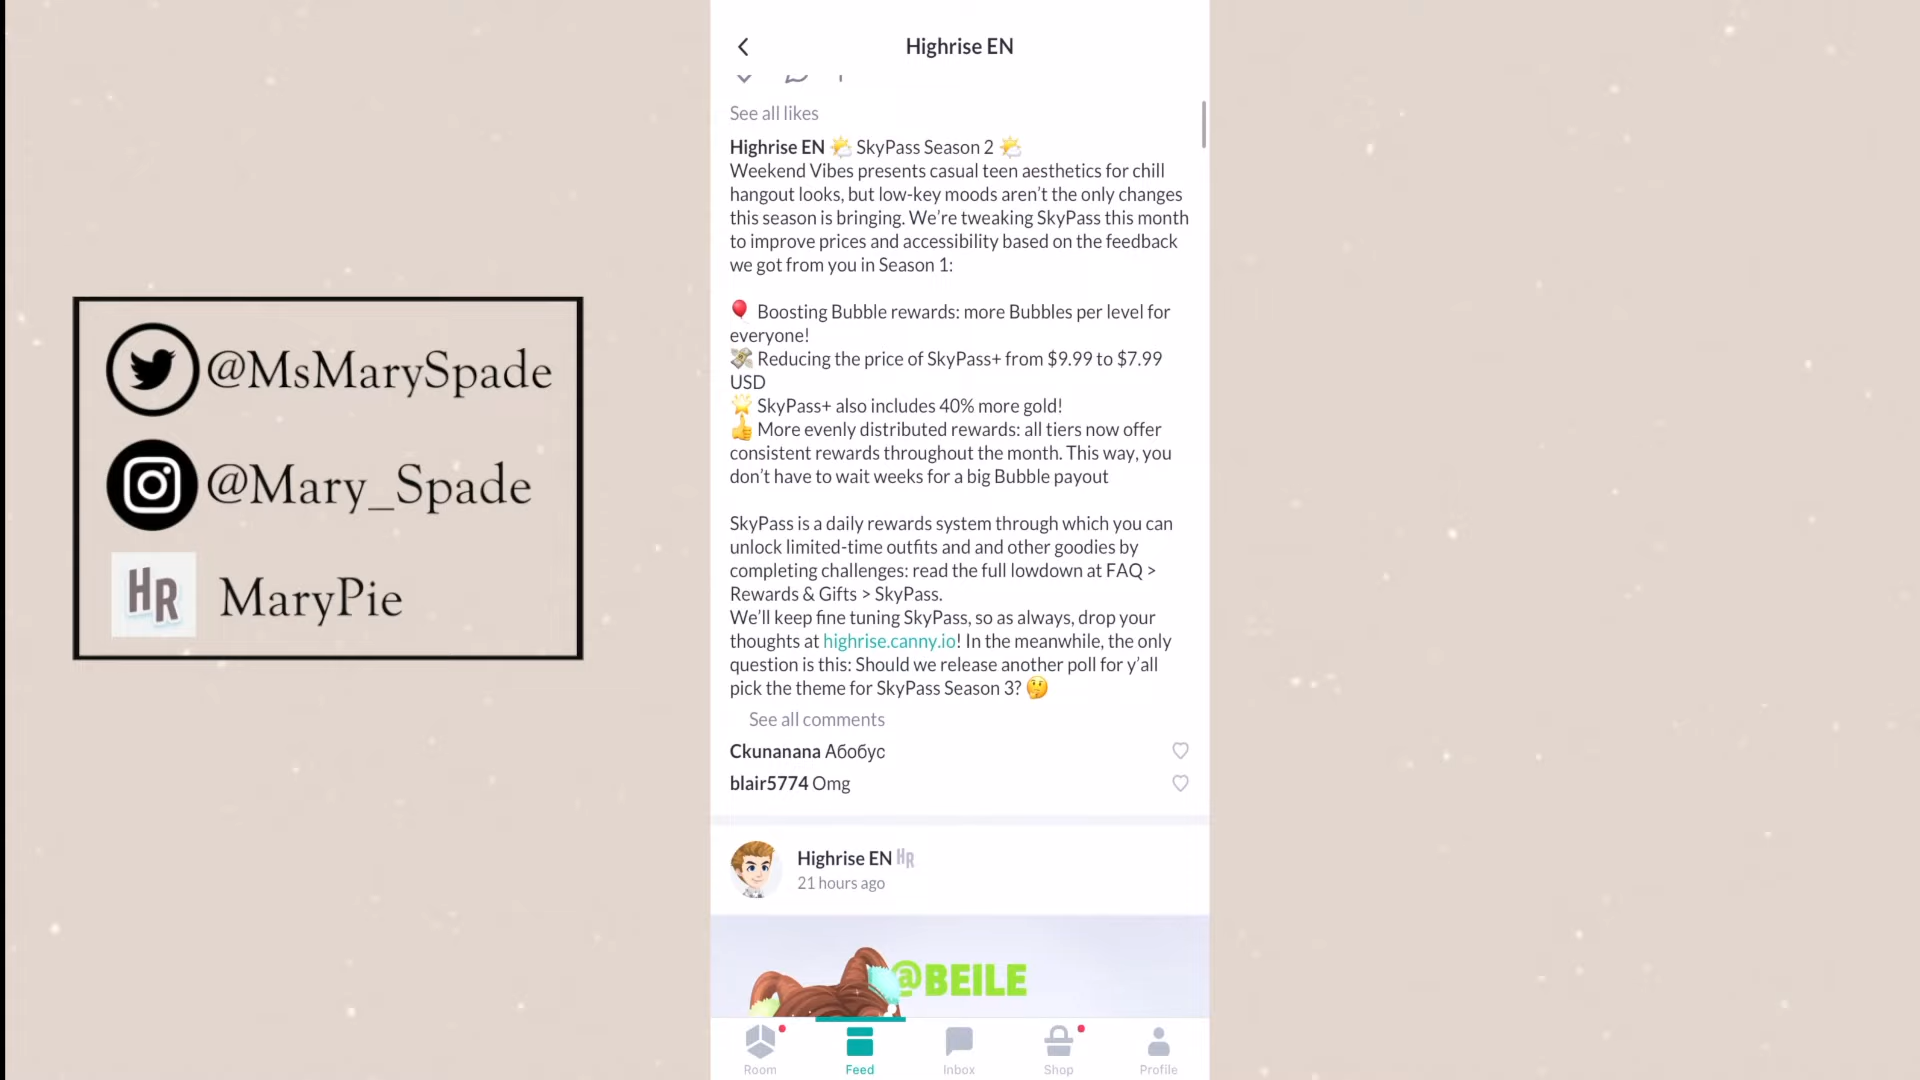 @MsMarySpade
@Mary_Spade
HR MaryPie
Highrise EN
See all likes
Highrise EN 🌤️ SkyPass Season 2 🌤️
Weekend Vibes presents casual teen aesthetics for chill
hangout looks, but low-key moods aren't the only changes
this season is bringing. We're tweaking SkyPass this month
to improve prices and accessibility based on the feedback
we got from you in Season 1:
🎈 Boosting Bubble rewards: more Bubbles per level for
everyone!
💸 Reducing the price of SkyPass+ from $9.99 to $7.99
USD
🌟 SkyPass+ also includes 40% more gold!
👍 More evenly distributed rewards: all tiers now offer
consistent rewards throughout the month. This way, you
don't have to wait weeks for a big Bubble payout
SkyPass is a daily rewards system through which you can
unlock limited-time outfits and and other goodies by
completing challenges: read the full lowdown at FAQ >
Rewards & Gifts > SkyPass.
We'll keep fine tuning SkyPass, so as always, drop your
thoughts at highrise.canny.io! In the meanwhile, the only
question is this: Should we release another poll for y'all
pick the theme for SkyPass Season 3? 🤔
See all comments
Ckunanana Абобус
blair5774 Omg
Highrise EN HR
21 hours ago
@BEILE
Room Feed Inbox Shop Profile